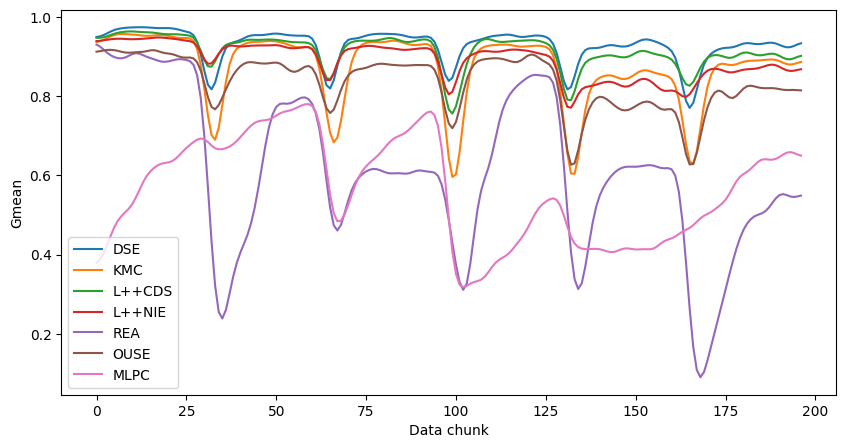 1.0
0.8
0.6
0.4
0.2
Gmean
DSE
KMC
L++CDS
L++NIE
REA
OUSE
MLPC
0 25 50 75 100 125 150 175 200
Data chunk